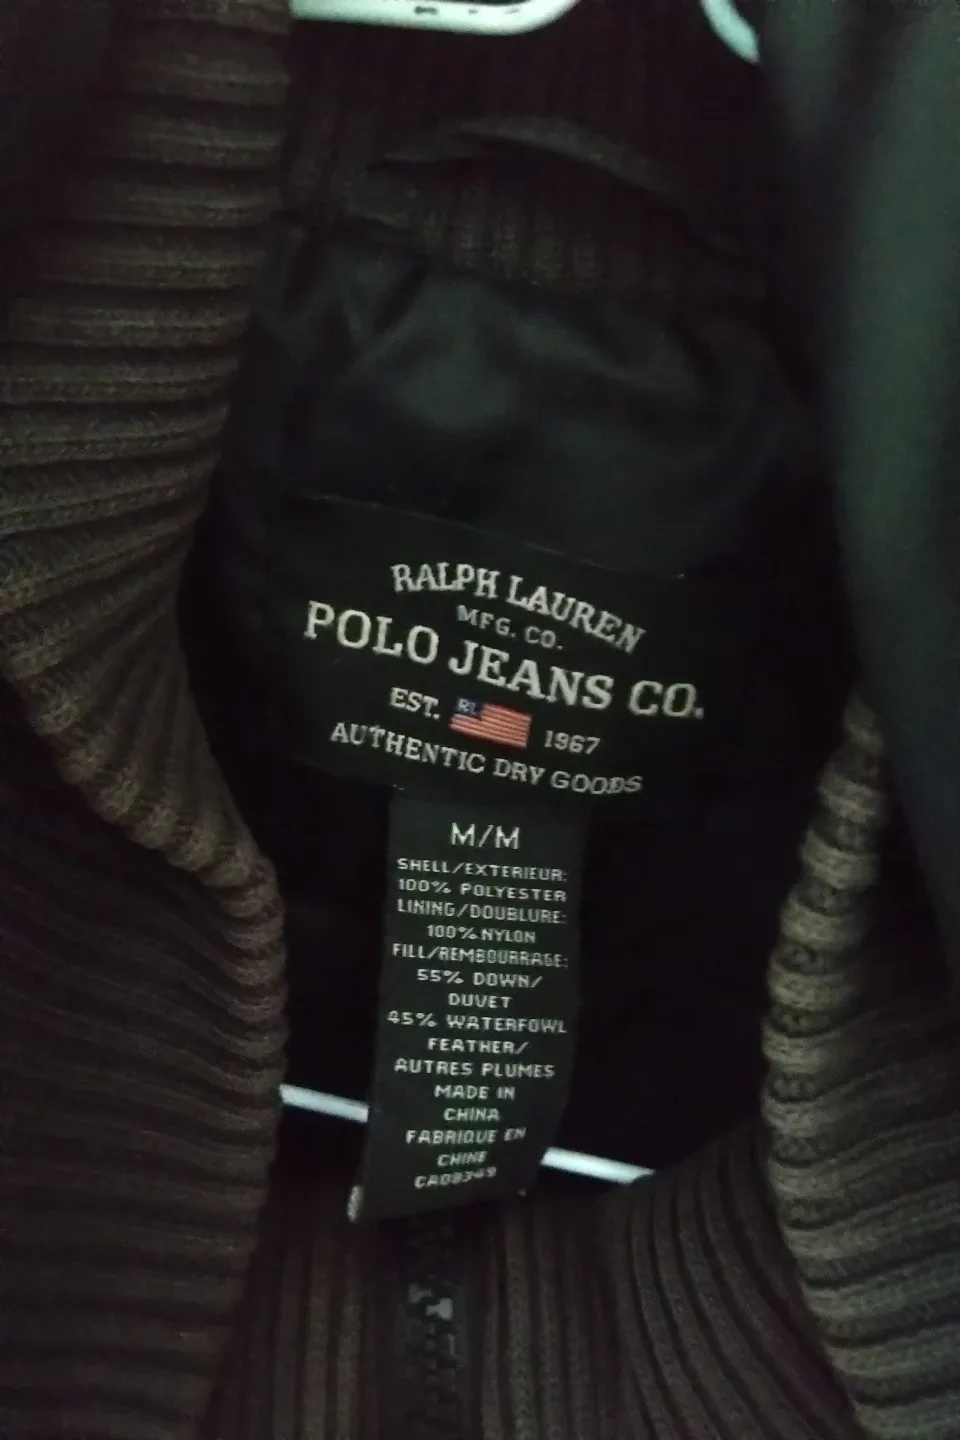 RALPH LAUREN
MFG. CO.
POLO JEANS CO.
EST. RL 1967
AUTHENTIC DRY GOODS
M/M
SHELL/EXTERIEUR:
100% POLYESTER
LINING/DOUBLURE:
100% NYLON
FILL/REMBOURRAGE:
55% DOWN/
DUVET
45% WATERFOWL
FEATHER/
AUTRES PLUMES
MADE IN
CHINA
FABRIQUE EN
CHINE